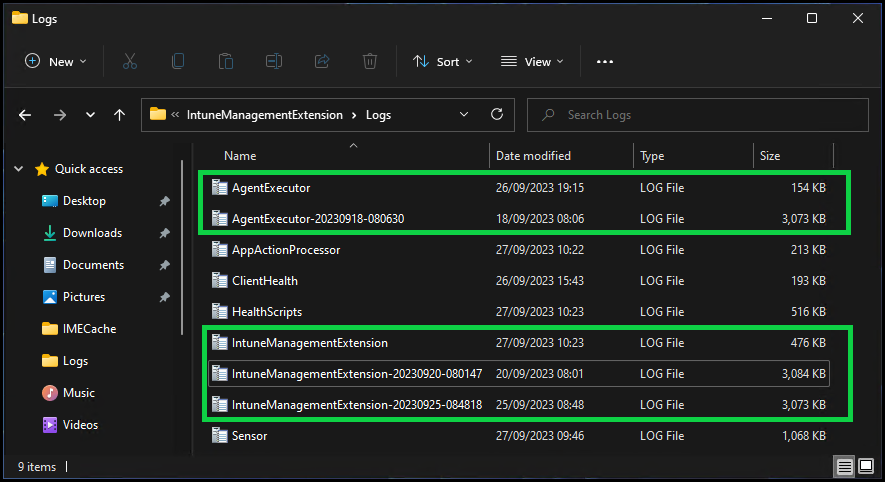 Logs
New
Sort
View
IntuneManagementExtension
Logs
Search Logs
Quick access
Desktop
Downloads
Documents
Pictures
IMECache
Logs
Music
Videos
Name Date modified Type Size
AgentExecutor 26/09/2023 19:15 LOG File 154 KB
AgentExecutor-20230918-080630 18/09/2023 08:06 LOG File 3,073 KB
AppActionProcessor 27/09/2023 10:22 LOG File 213 KB
ClientHealth 26/09/2023 15:43 LOG File 193 KB
HealthScripts 27/09/2023 10:23 LOG File 516 KB
IntuneManagementExtension 27/09/2023 10:23 LOG File 476 KB
IntuneManagementExtension-20230920-080147 20/09/2023 08:01 LOG File 3,084 KB
IntuneManagementExtension-20230925-084818 25/09/2023 08:48 LOG File 3,073 KB
Sensor 27/09/2023 09:46 LOG File 1,068 KB
9 items